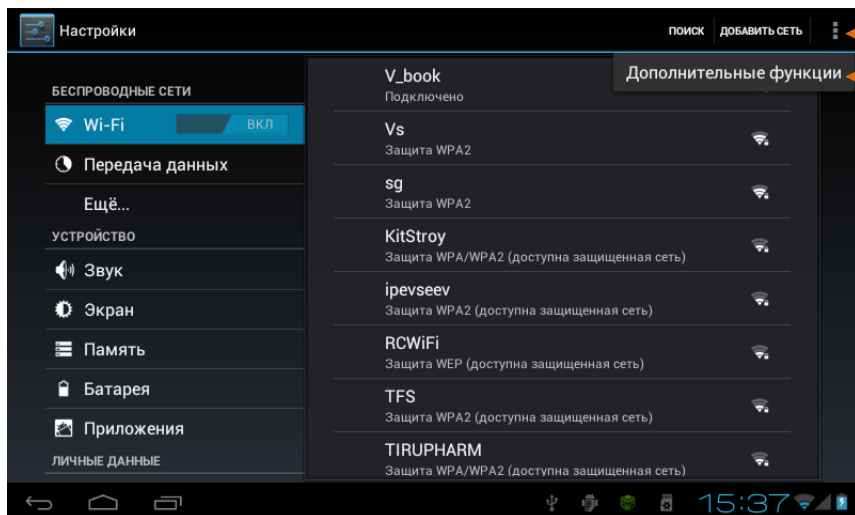 Настройки
ПОИСК
ДОБАВИТЬ СЕТЬ
Дополнительные функции
БЕСПРОВОДНЫЕ СЕТИ
Wi-Fi
ВКЛ
Передача данных
Ещё...
УСТРОЙСТВО
Звук
Экран
Память
Батарея
Приложения
ЛИЧНЫЕ ДАННЫЕ
V_book
Подключено
Vs
Защита WPA2
sg
Защита WPA2
KitStroy
Защита WPA/WPA2 (доступна защищенная сеть)
ipevseev
Защита WPA2 (доступна защищенная сеть)
RCWiFi
Защита WEP (доступна защищенная сеть)
TFS
Защита WPA2 (доступна защищенная сеть)
TIRUPHARM
Защита WPA/WPA2 (доступна защищенная сеть)
15:37